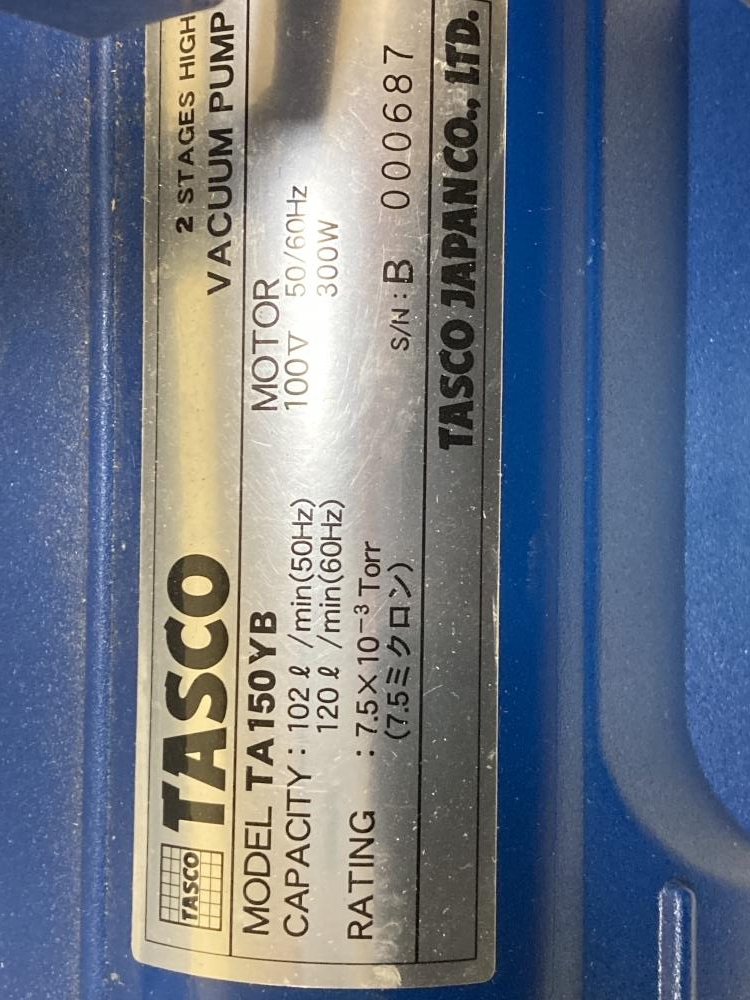 TASCO
TASCO
2 STAGES HIGH
VACUUM PUMP
MODEL TA150YB
CAPACITY : 102 ℓ /min(50Hz)
120 ℓ /min(60Hz)
RATING : 7.5×10⁻³ Torr
(7.5ミクロン)
MOTOR
100V 50/60Hz
300W
S/N : B 000687
TASCO JAPAN CO., LTD.